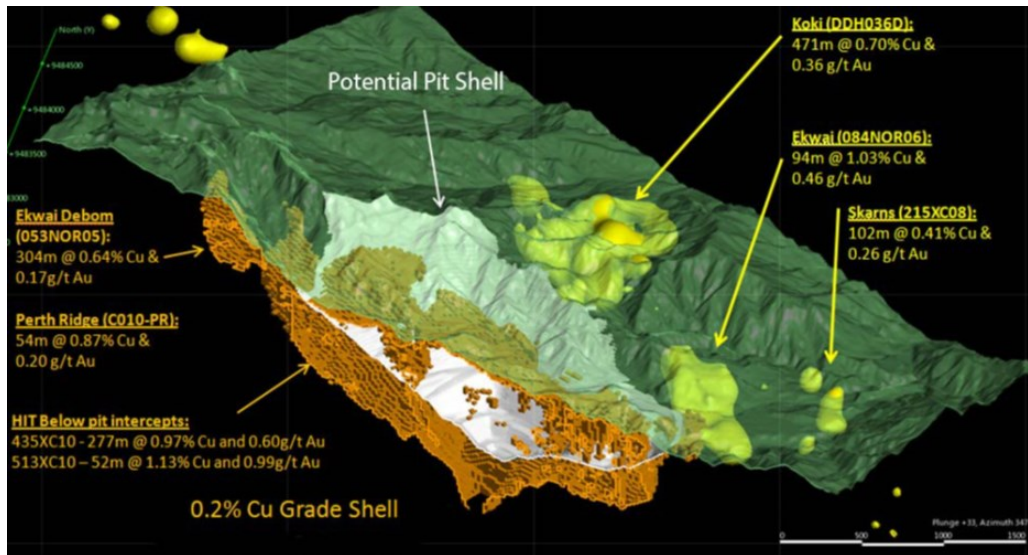 North (Y)
+9484500
+9484000
+9483500
Potential Pit Shell
Koki (DDH036D):
471m @ 0.70% Cu &
0.36 g/t Au
Ekwai (084NOR06):
94m @ 1.03% Cu &
0.46 g/t Au
Skarns (215XC08)
102m @ 0.41% Cu &
0.26 g/t Au
Ekwai Debom
(053NOR05):
304m @ 0.64% Cu &
0.17g/t Au
Perth Ridge (C010-PR):
54m @ 0.87% Cu &
0.20 g/t Au
HIT Below pit intercepts:
435XC10 - 277m @ 0.97% Cu and 0.60g/t Au
513XC10 – 52m @ 1.13% Cu and 0.99g/t Au
0.2% Cu Grade Shell
Plunge +33, Azimuth 347
0 500 1000 1500